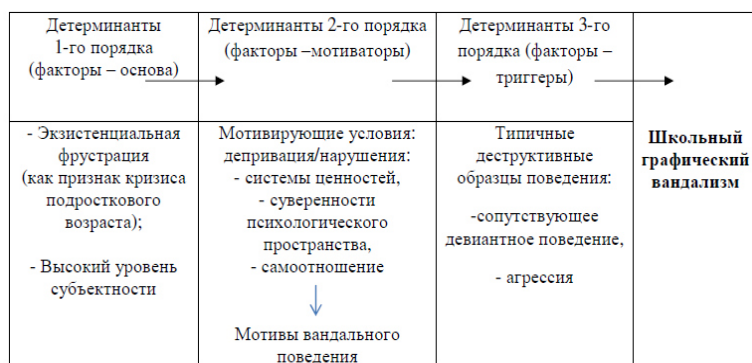 Детерминанты
1-го порядка
(факторы – основа)
Детерминанты 2-го порядка
(факторы –мотиваторы)
Детерминанты 3-го
порядка (факторы –
триггеры)
- Экзистенциальная
фрустрация
(как признак кризиса
подросткового
возраста);
- Высокий уровень
субъектности
Мотивирующие условия:
депривация/нарушения:
- системы ценностей,
- суверенности
психологического
пространства,
- самоотношение
Мотивы вандального
поведения
Типичные
деструктивные
образцы поведения:
-сопутствующее
девиантное поведение,
- агрессия
Школьный
графический
вандализм